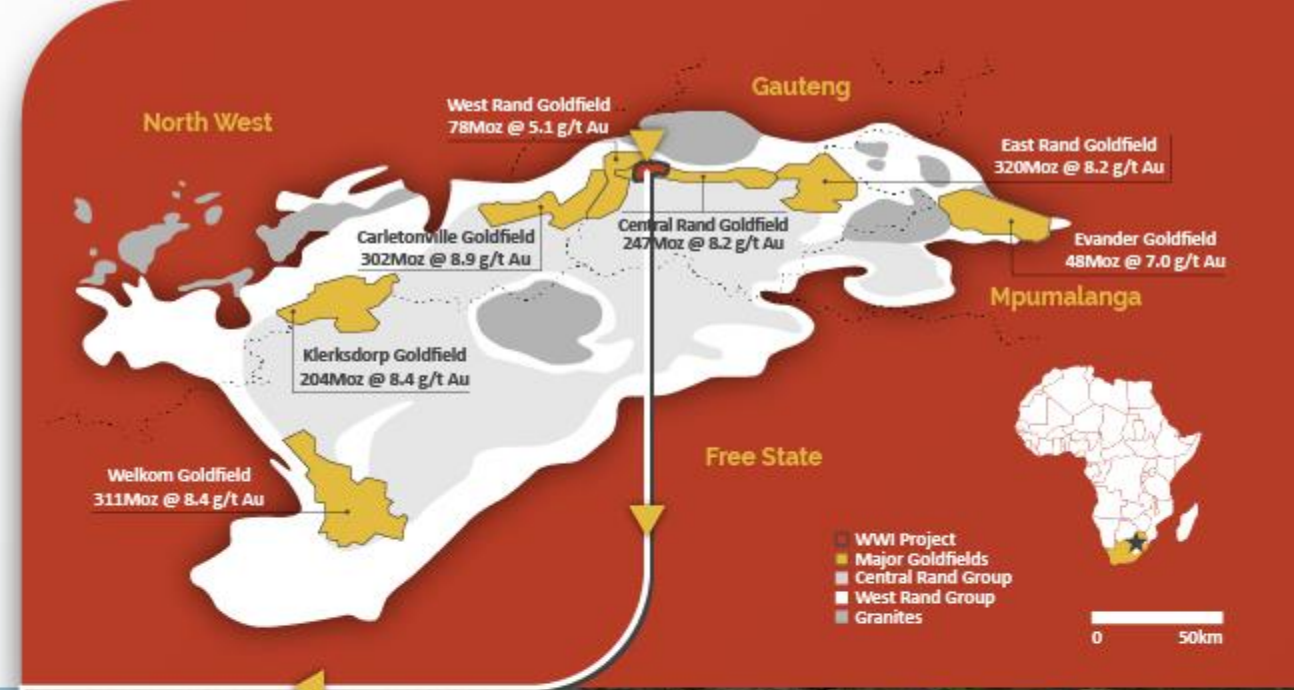 Gauteng
North West
West Rand Goldfield
78Moz @ 5.1 g/t Au
East Rand Goldfield
320Moz @ 8.2 g/t Au
Carletonville Goldfield
302Moz @ 8.9 g/t Au
Central Rand Goldfield
247Moz @ 8.2 g/t Au
Evander Goldfield
48Moz @ 7.0 g/t Au
Mpumalanga
Klerksdorp Goldfield
204Moz @ 8.4 g/t Au
Free State
Welkom Goldfield
311Moz @ 8.4 g/t Au
WWI Project
Major Goldfields
Central Rand Group
West Rand Group
Granites
0 50km